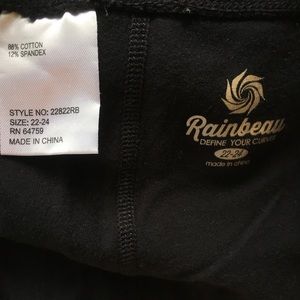 88% COTTON
12% SPANDEX
STYLE NO: 22822RB
SIZE: 22-24
RN 64759
MADE IN CHINA
Rainbeau
DEFINE YOUR CURVES
22-24
made in china